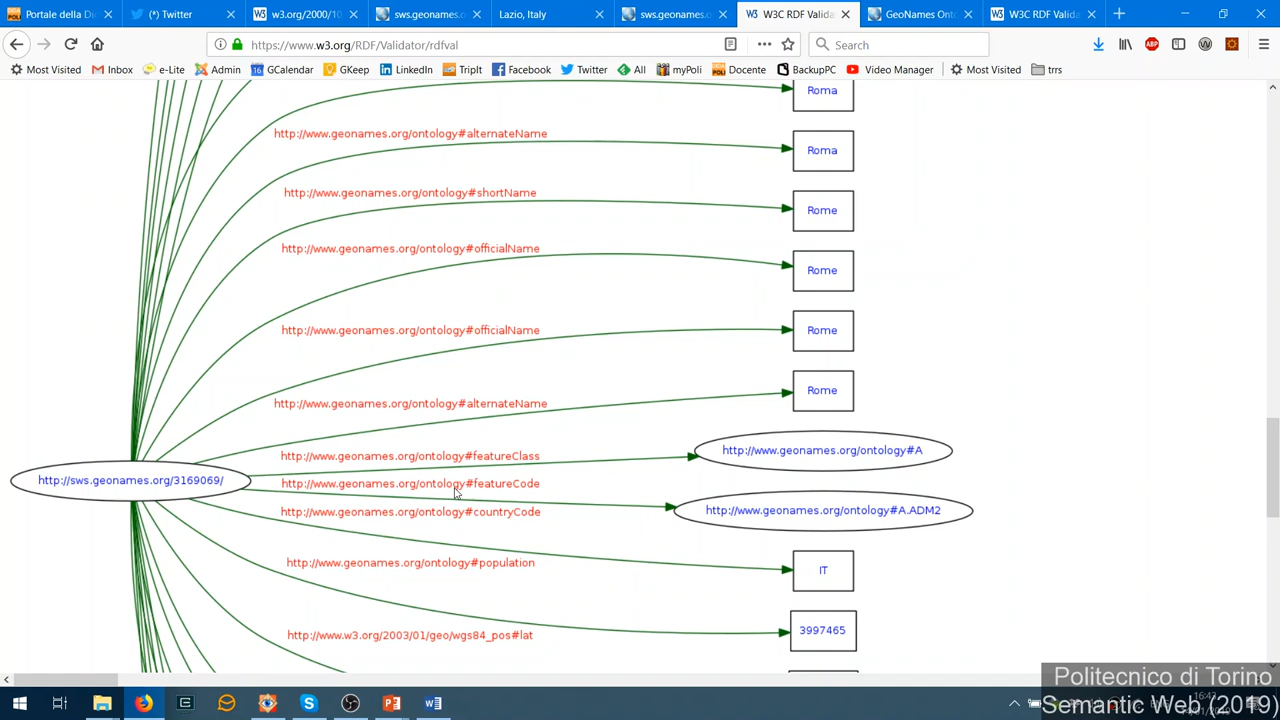 Portale della Di
(*) Twitter
w3.org/2000/10
sws.geonames.o
Lazio, Italy
sws.geonames.o
W3C RDF Valida
GeoNames Ont
W3C RDF Valida
https://www.w3.org/RDF/Validator/rdfval
Search
Most Visited
Inbox
e-Lite
Admin
GCalendar
GKeep
LinkedIn
TripIt
Facebook
Twitter
All
myPoli
Docente
BackupPC
Video Manager
Most Visited
trrs
Roma
http://www.geonames.org/ontology#alternateName
Roma
http://www.geonames.org/ontology#shortName
Rome
http://www.geonames.org/ontology#officialName
Rome
http://www.geonames.org/ontology#officialName
Rome
http://www.geonames.org/ontology#alternateName
Rome
http://www.geonames.org/ontology#featureClass
http://www.geonames.org/ontology#A
http://sws.geonames.org/3169069/
http://www.geonames.org/ontology#featureCode
http://www.geonames.org/ontology#countryCode
http://www.geonames.org/ontology#A.ADM2
http://www.geonames.org/ontology#population
IT
http://www.w3.org/2003/01/geo/wgs84_pos#lat
3997465
Politecnico di Torino
Semantic Web (2019)